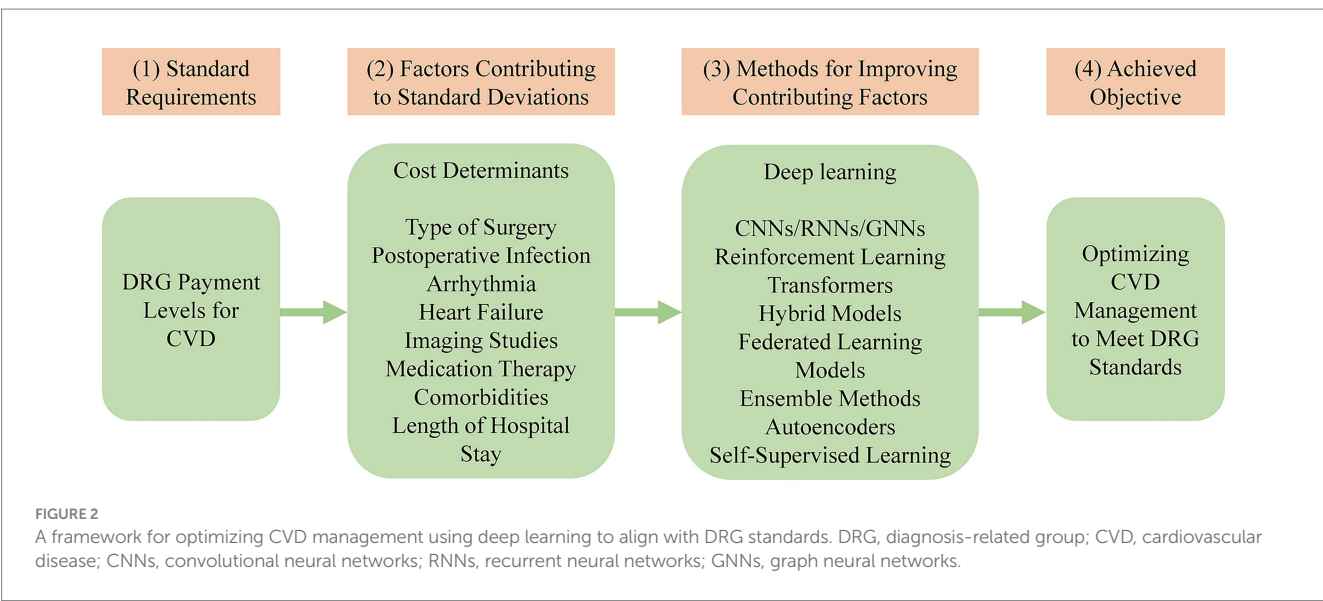 (1) Standard
Requirements
(2) Factors Contributing
to Standard Deviations
(3) Methods for Improving
Contributing Factors
(4) Achieved
Objective
DRG Payment
Levels for
CVD
Cost Determinants
Type of Surgery
Postoperative Infection
Arrhythmia
Heart Failure
Imaging Studies
Medication Therapy
Comorbidities
Length of Hospital
Stay
Deep learning
CNNs/RNNs/GNNs
Reinforcement Learning
Transformers
Hybrid Models
Federated Learning
Models
Ensemble Methods
Autoencoders
Self-Supervised Learning
Optimizing
CVD
Management
to Meet DRG
Standards
FIGURE 2
A framework for optimizing CVD management using deep learning to align with DRG standards. DRG, diagnosis-related group; CVD, cardiovascular
disease; CNNs, convolutional neural networks; RNNs, recurrent neural networks; GNNs, graph neural networks.